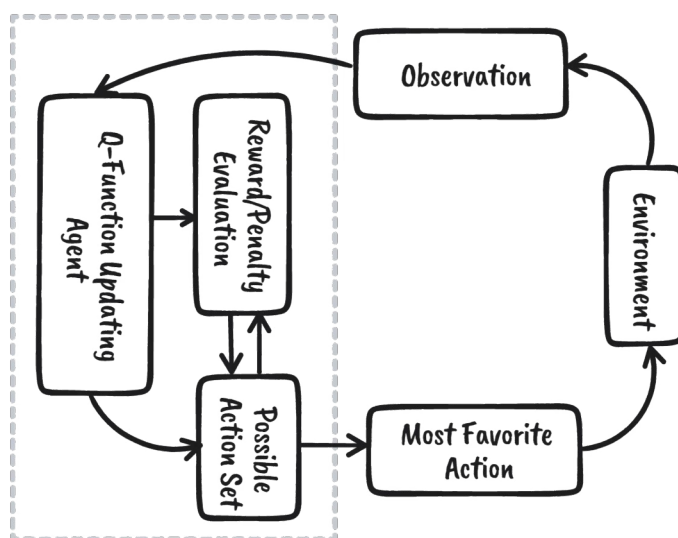 Observation
Q-Function Updating
Agent
Reward/Penalty
Evaluation
Environment
Possible
Action Set
Most Favorite
Action